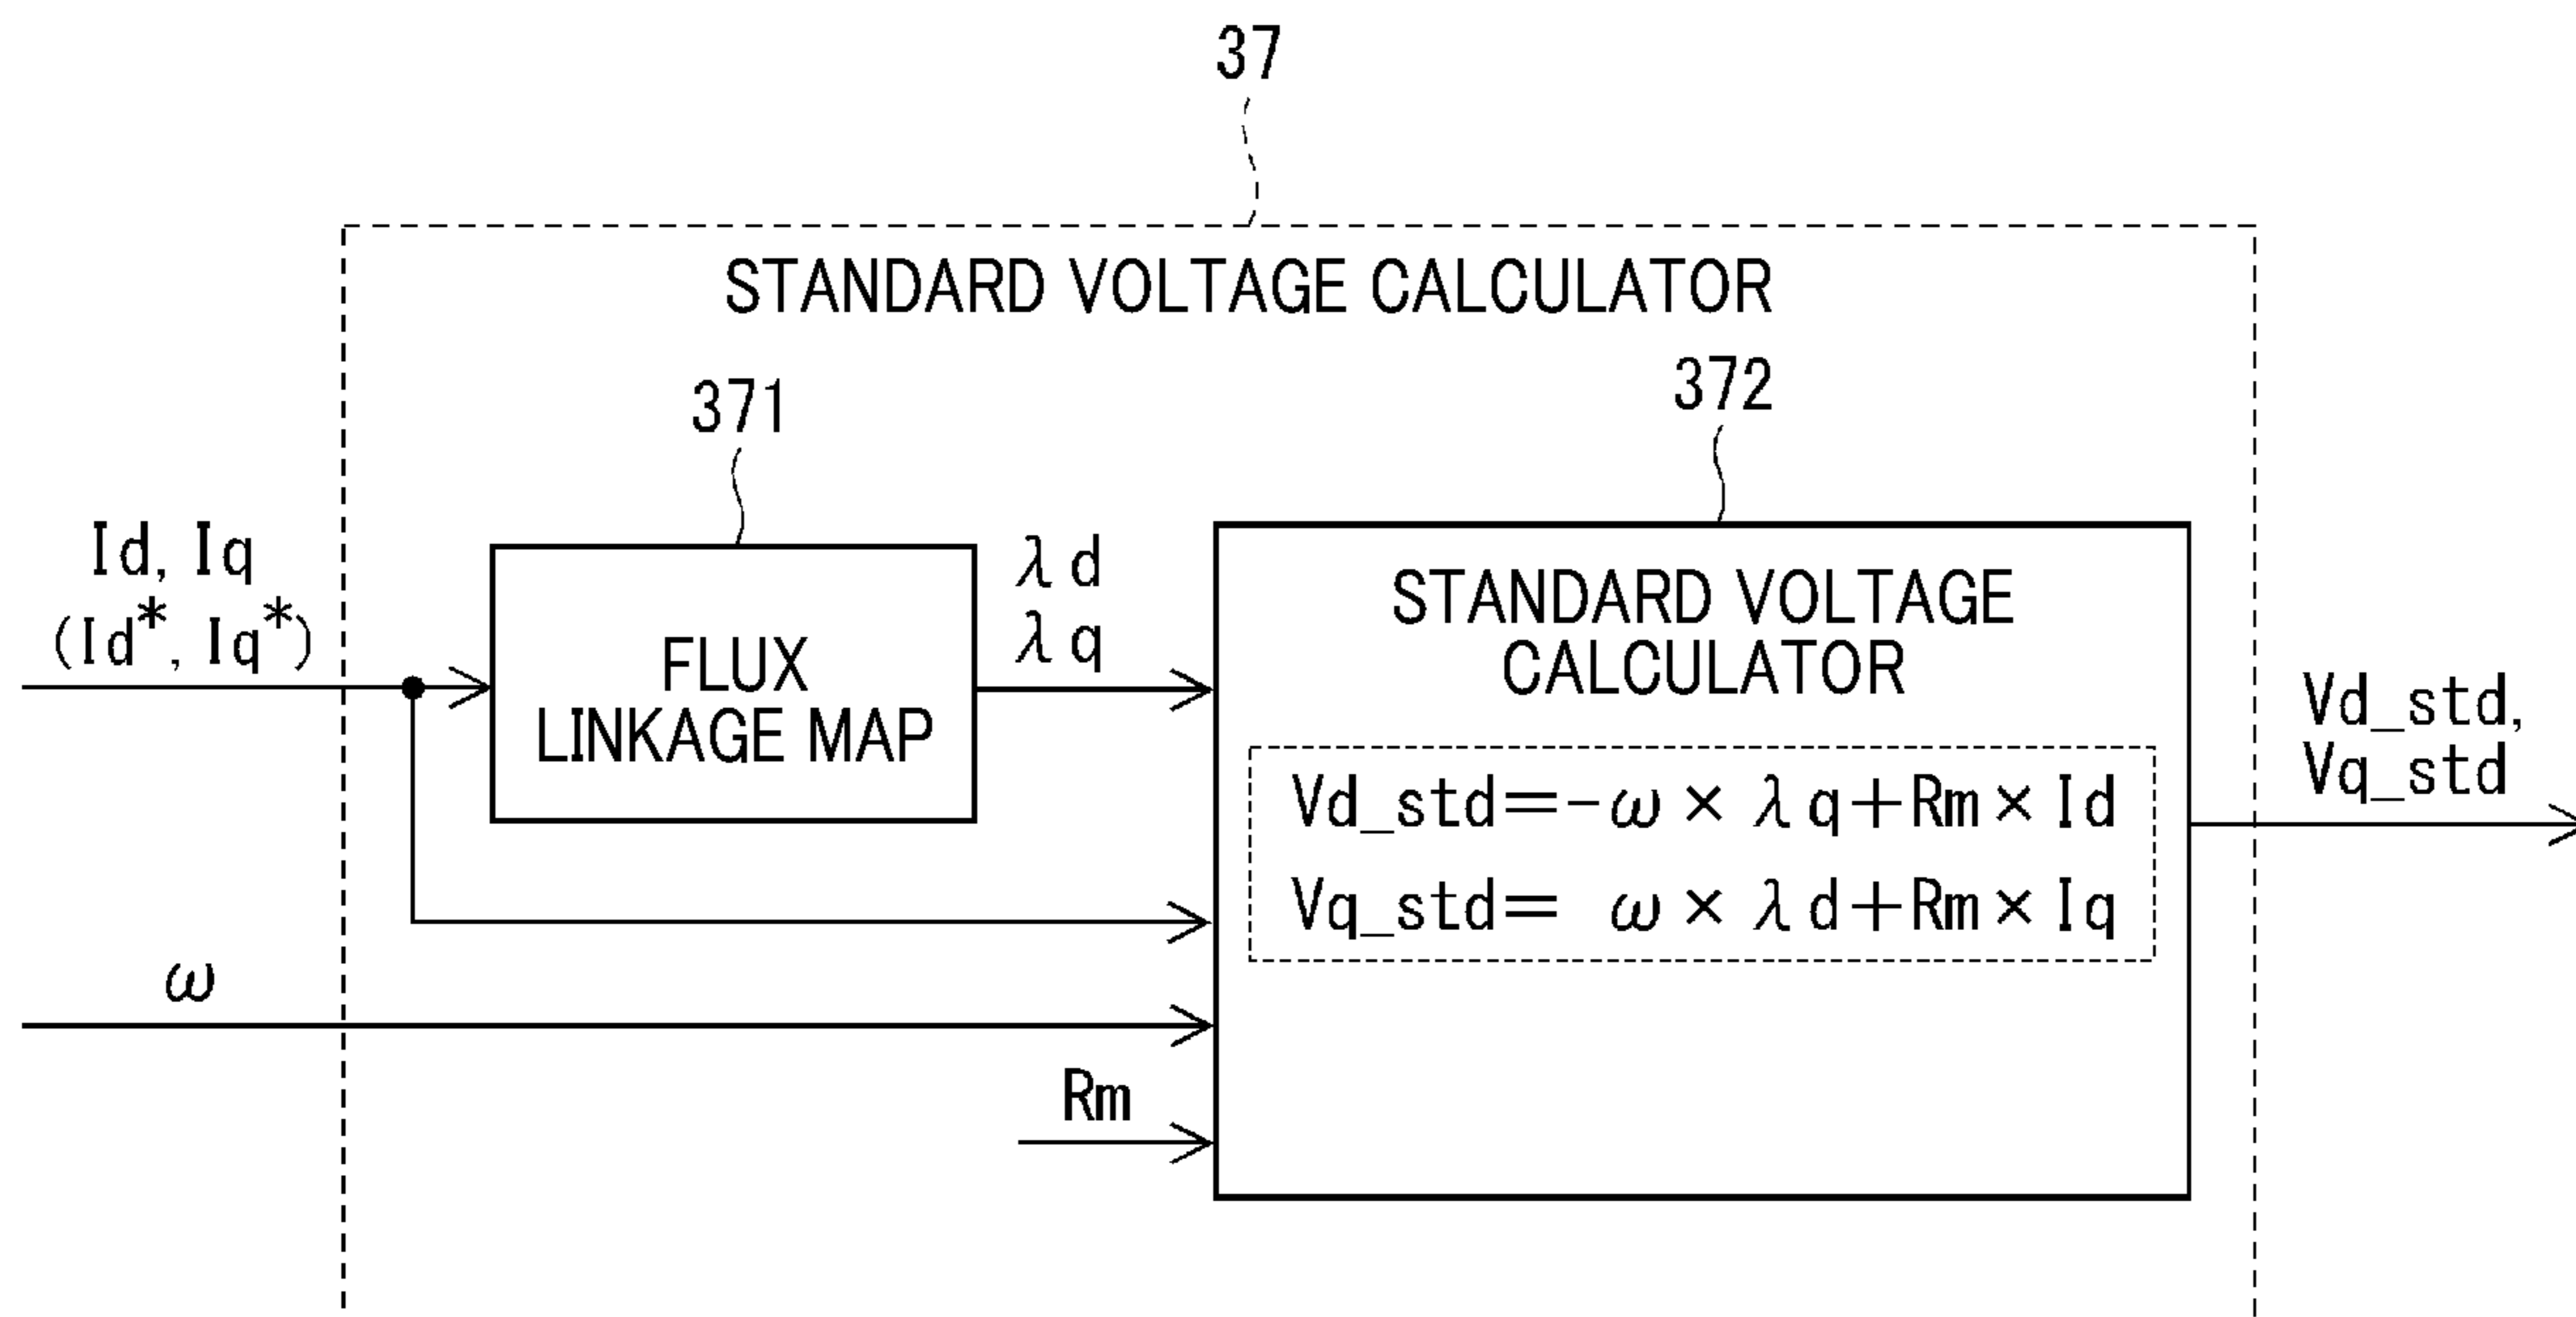 37
STANDARD VOLTAGE CALCULATOR
371
372
Id, Iq
(Id*, Iq*)
FLUX
LINKAGE MAP
λd
λq
STANDARD VOLTAGE
CALCULATOR
Vd_std=-ω×λq+Rm×Id
Vq_std= ω×λd+Rm×Iq
Vd_std,
Vq_std
ω
Rm